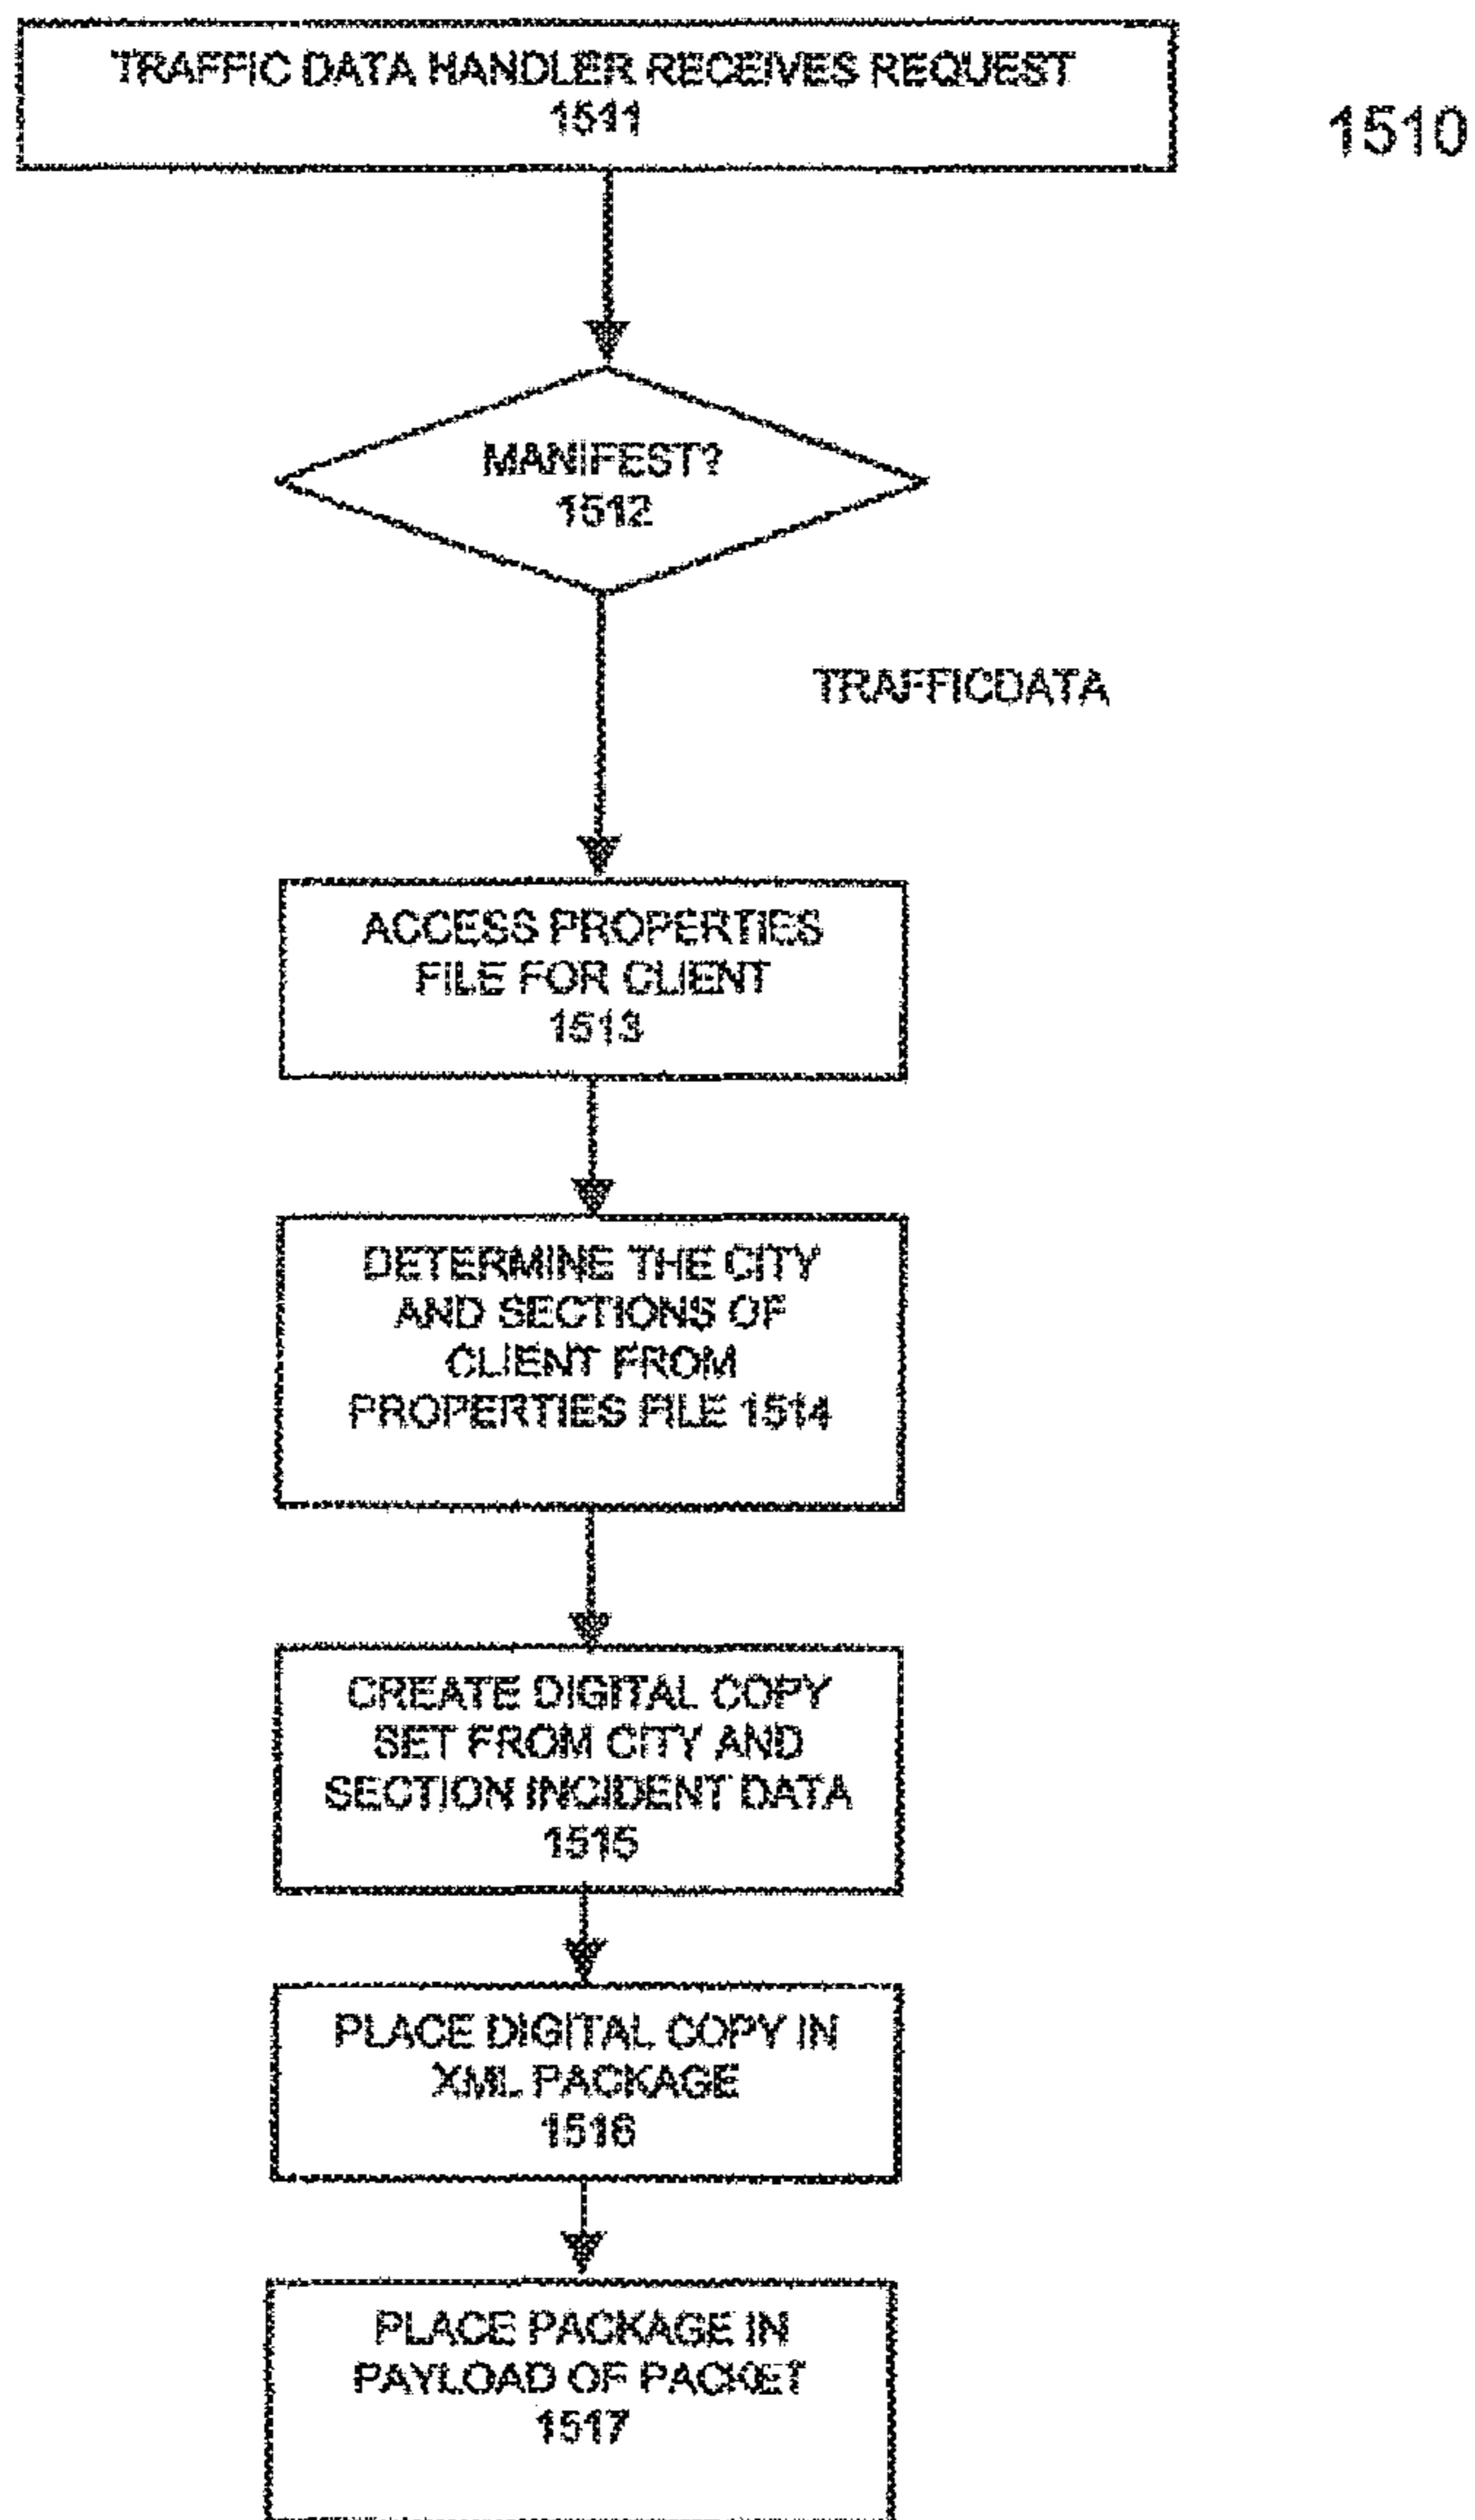 TRAFFIC DATA HANDLER RECEIVES REQUEST
1511
1510
MANIFEST?
1512
TRAFFICDATA
ACCESS PROPERTIES
FILE FOR CLIENT
1513
DETERMINE THE CITY
AND SECTIONS OF
CLIENT FROM
PROPERTIES FILE 1514
CREATE DIGITAL COPY
SET FROM CITY AND
SECTION INCIDENT DATA
1515
PLACE DIGITAL COPY IN
XML PACKAGE
1516
PLACE PACKAGE IN
PAYLOAD OF PACKET
1517